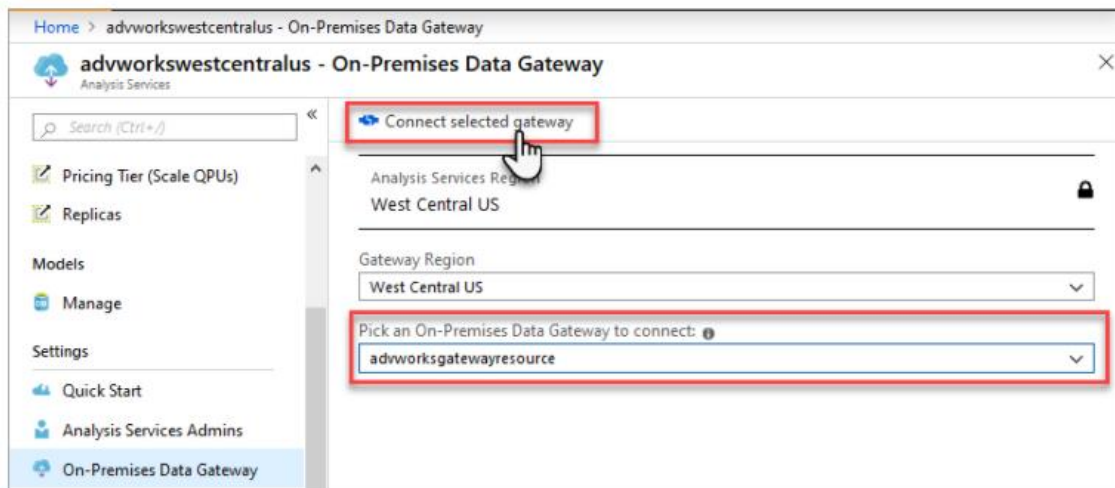 Home > advworkswestcentralus - On-Premises Data Gateway
advworkswestcentralus - On-Premises Data Gateway
Analysis Services
Search (Ctrl+/)
Pricing Tier (Scale QPUs)
Replicas
Models
Manage
Settings
Quick Start
Analysis Services Admins
On-Premises Data Gateway
Connect selected gateway
Analysis Services Region
West Central US
Gateway Region
West Central US
Pick an On-Premises Data Gateway to connect:
advworksgatewayresource